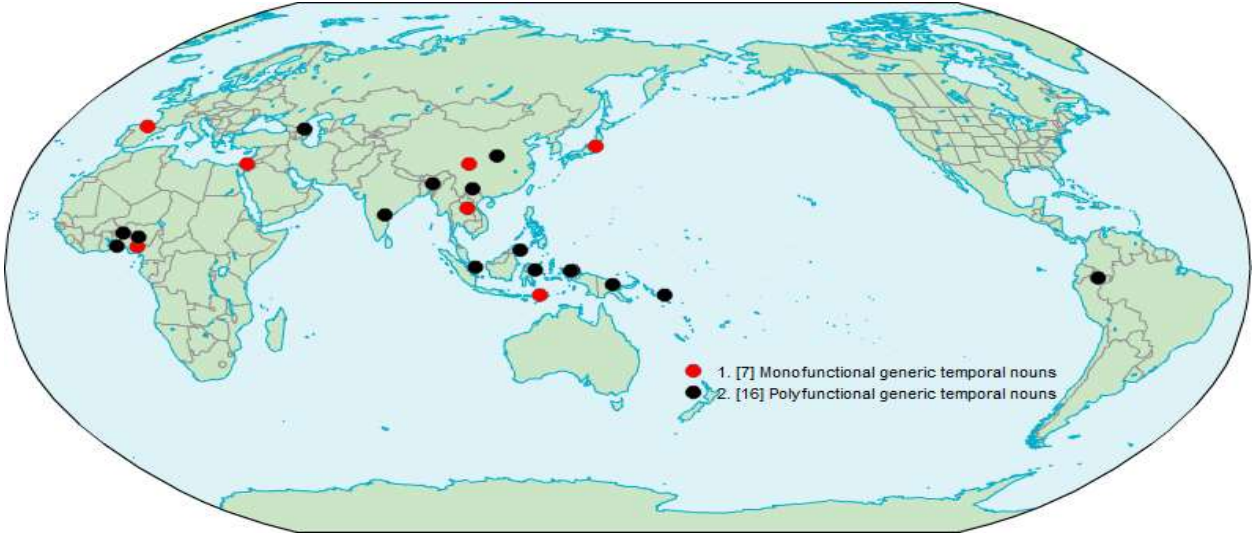 1. [7] Monofunctional generic temporal nouns
2. [16] Polyfunctional generic temporal nouns